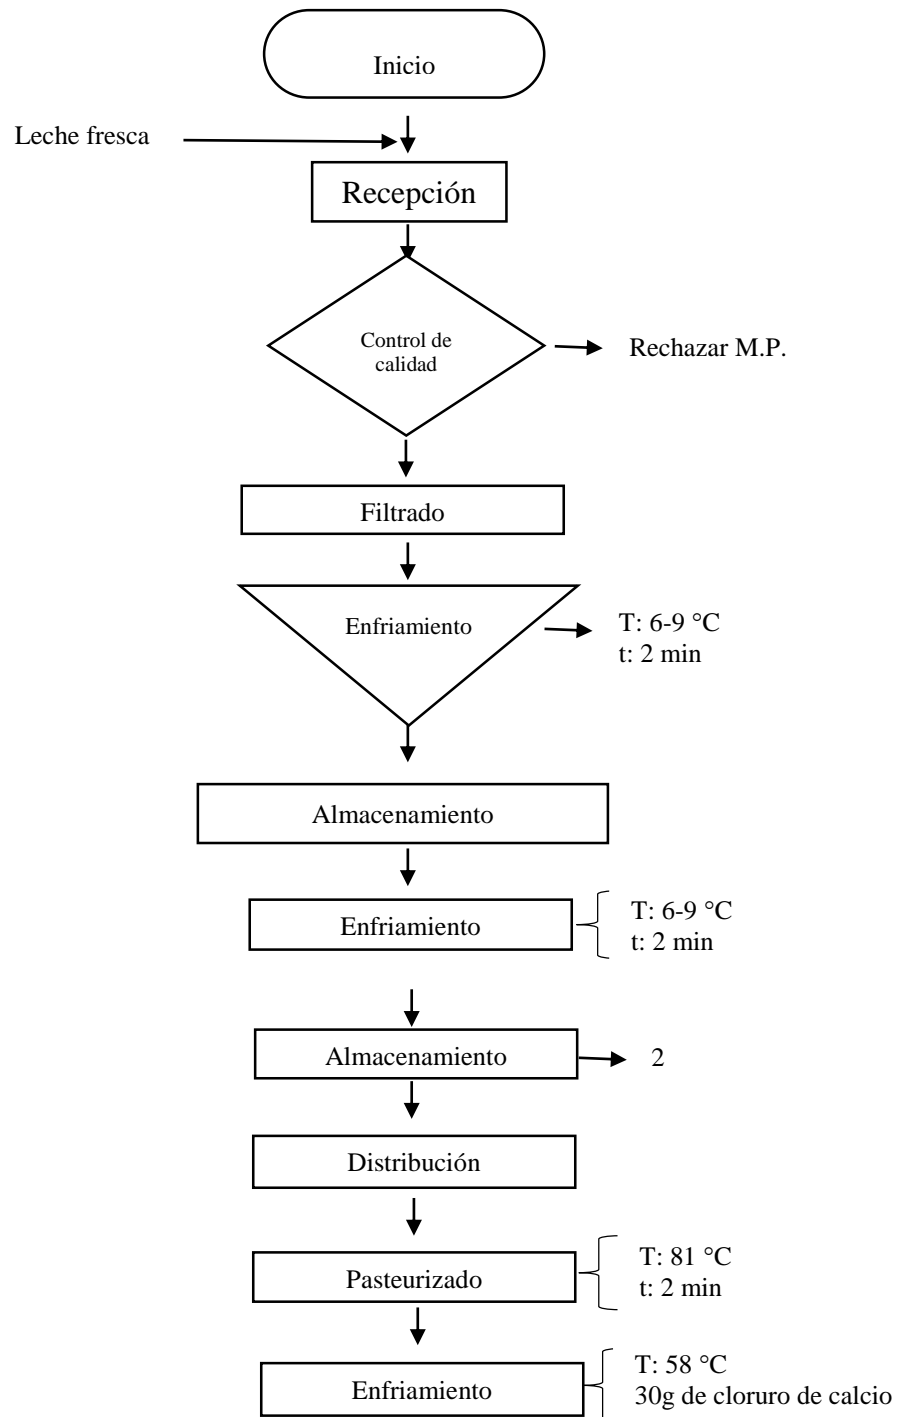 Inicio
Leche fresca
Recepción
Control de
calidad
Rechazar M.P.
Filtrado
Enfriamiento
T: 6-9 °C
t: 2 min
Almacenamiento
Enfriamiento
T: 6-9 °C
t: 2 min
Almacenamiento
2
Distribución
Pasteurizado
T: 81 °C
t: 2 min
Enfriamiento
T: 58 °C
30g de cloruro de calcio